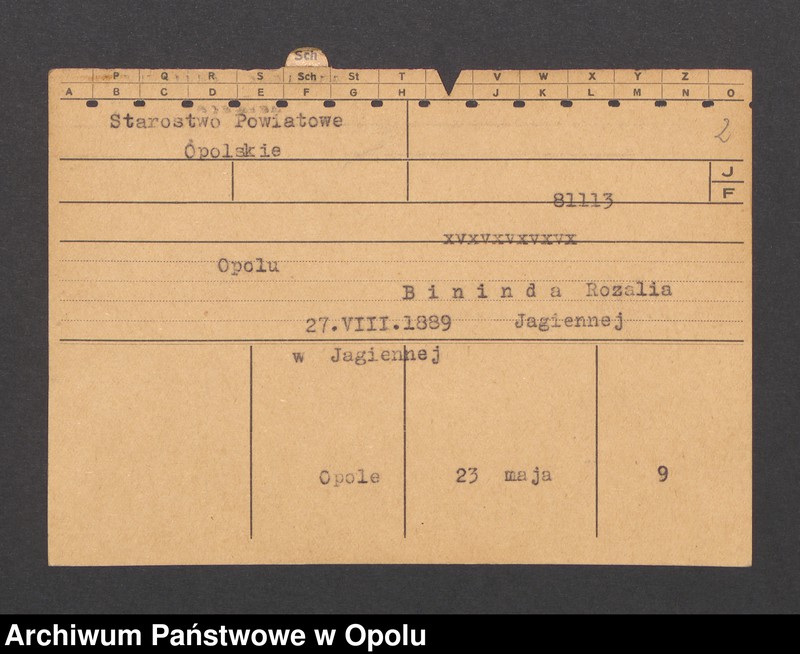 Sch
P Q R S Sch St T V W X Y Z
A B C D E F G H J K L M N O
Starostwo Powiatowe
Opolskie
2
J
F
81113
xvxvxvxvxvx
Opolu
Bininda Rozalia
27.VIII.1889 Jagiennej
w Jagiennej
Opole 23 maja 9
Archiwum Państwowe w Opolu